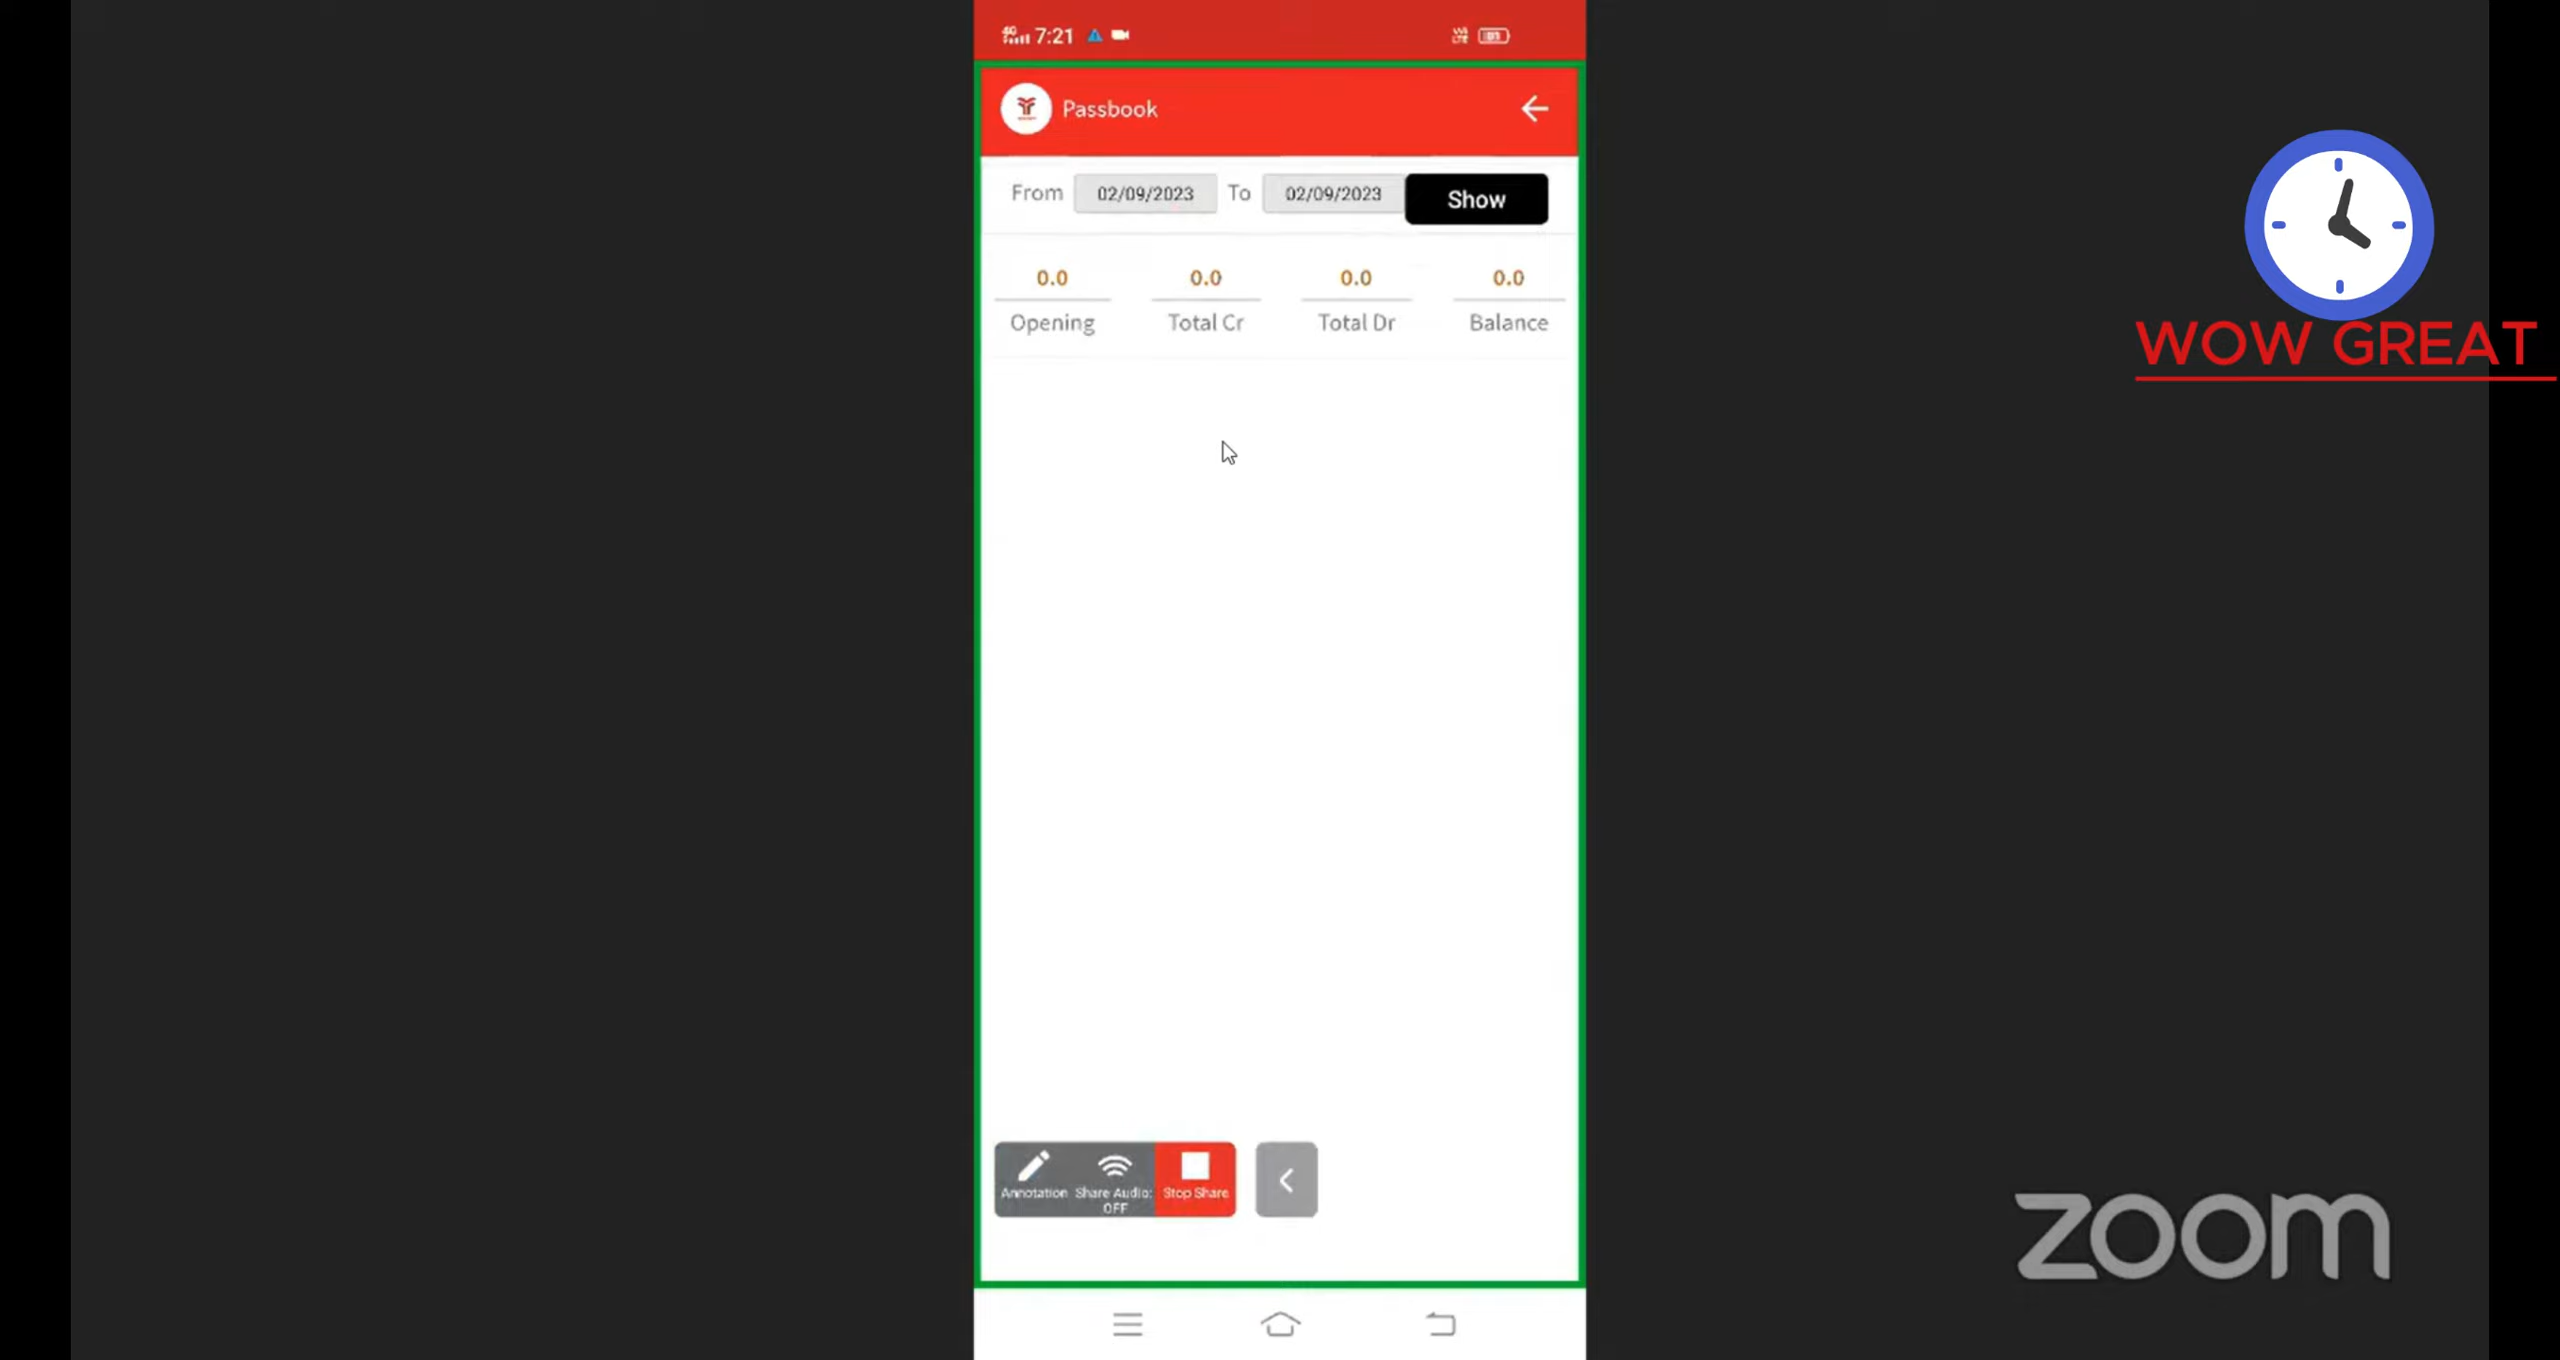 7:21
Passbook
From 02/09/2023 To 02/09/2023 Show
0.0 0.0 0.0 0.0
Opening Total Cr Total Dr Balance
WOW GREAT
Annotation Share Audio: OFF Stop Share
zoom